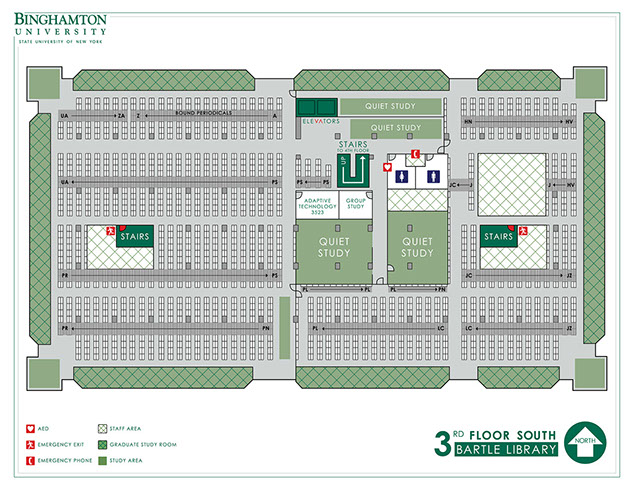 BINGHAMTON
UNIVERSITY
STATE UNIVERSITY OF NEW YORK
QUIET STUDY
ELEVATORS
QUIET STUDY
UA ZA Z BOUND PERIODICALS A
HN HV
STAIRS
TO 4TH FLOOR
UP
UA PS
PS PS
JC J J HV
ADAPTIVE
TECHNOLOGY
3523
GROUP
STUDY
STAIRS
QUIET
STUDY
QUIET
STUDY
STAIRS
PR PS
JC JZ
PL PL
PL PN
PR PN
PL LC
LC JZ
AED
STAFF AREA
EMERGENCY EXIT
GRADUATE STUDY ROOM
EMERGENCY PHONE
STUDY AREA
3RD FLOOR SOUTH
BARTLE LIBRARY
NORTH